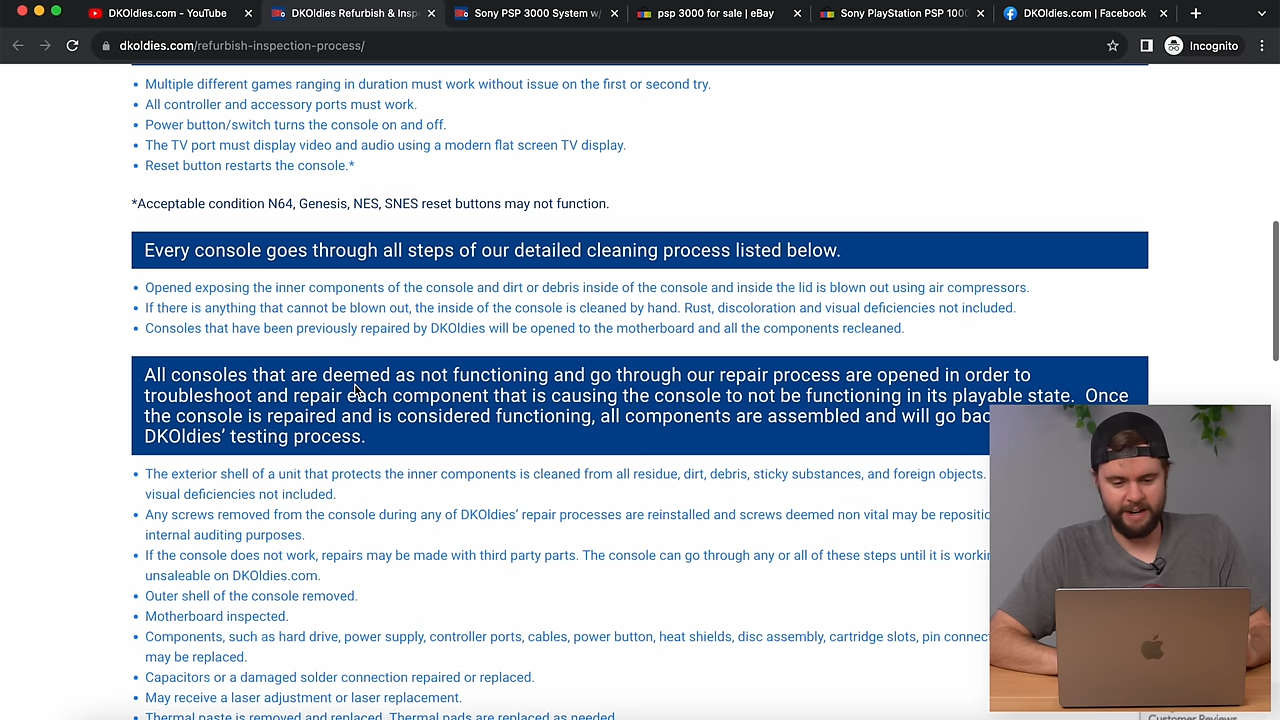 DKOldies.com - YouTube
DKOldies Refurbish & Insp
Sony PSP 3000 System w/
psp 3000 for sale | eBay
Sony PlayStation PSP 1000
DKOldies.com | Facebook
dkoldies.com/refurbish-inspection-process/
Incognito
• Multiple different games ranging in duration must work without issue on the first or second try.
• All controller and accessory ports must work.
• Power button/switch turns the console on and off.
• The TV port must display video and audio using a modern flat screen TV display.
• Reset button restarts the console.*
*Acceptable condition N64, Genesis, NES, SNES reset buttons may not function.
Every console goes through all steps of our detailed cleaning process listed below.
• Opened exposing the inner components of the console and dirt or debris inside of the console and inside the lid is blown out using air compressors.
• If there is anything that cannot be blown out, the inside of the console is cleaned by hand. Rust, discoloration and visual deficiencies not included.
• Consoles that have been previously repaired by DKOldies will be opened to the motherboard and all the components recleaned.
All consoles that are deemed as not functioning and go through our repair process are opened in order to
troubleshoot and repair each component that is causing the console to not be functioning in its playable state. Once
the console is repaired and is considered functioning, all components are assembled and will go bac
DKOldies' testing process.
• The exterior shell of a unit that protects the inner components is cleaned from all residue, dirt, debris, sticky substances, and foreign objects.
visual deficiencies not included.
• Any screws removed from the console during any of DKOldies' repair processes are reinstalled and screws deemed non vital may be repositio
internal auditing purposes.
• If the console does not work, repairs may be made with third party parts. The console can go through any or all of these steps until it is workin
unsaleable on DKOldies.com.
• Outer shell of the console removed.
• Motherboard inspected.
• Components, such as hard drive, power supply, controller ports, cables, power button, heat shields, disc assembly, cartridge slots, pin connect
may be replaced.
• Capacitors or a damaged solder connection repaired or replaced.
• May receive a laser adjustment or laser replacement.
• Thermal paste is removed and replaced. Thermal pads are replaced as needed.
Customer Reviews